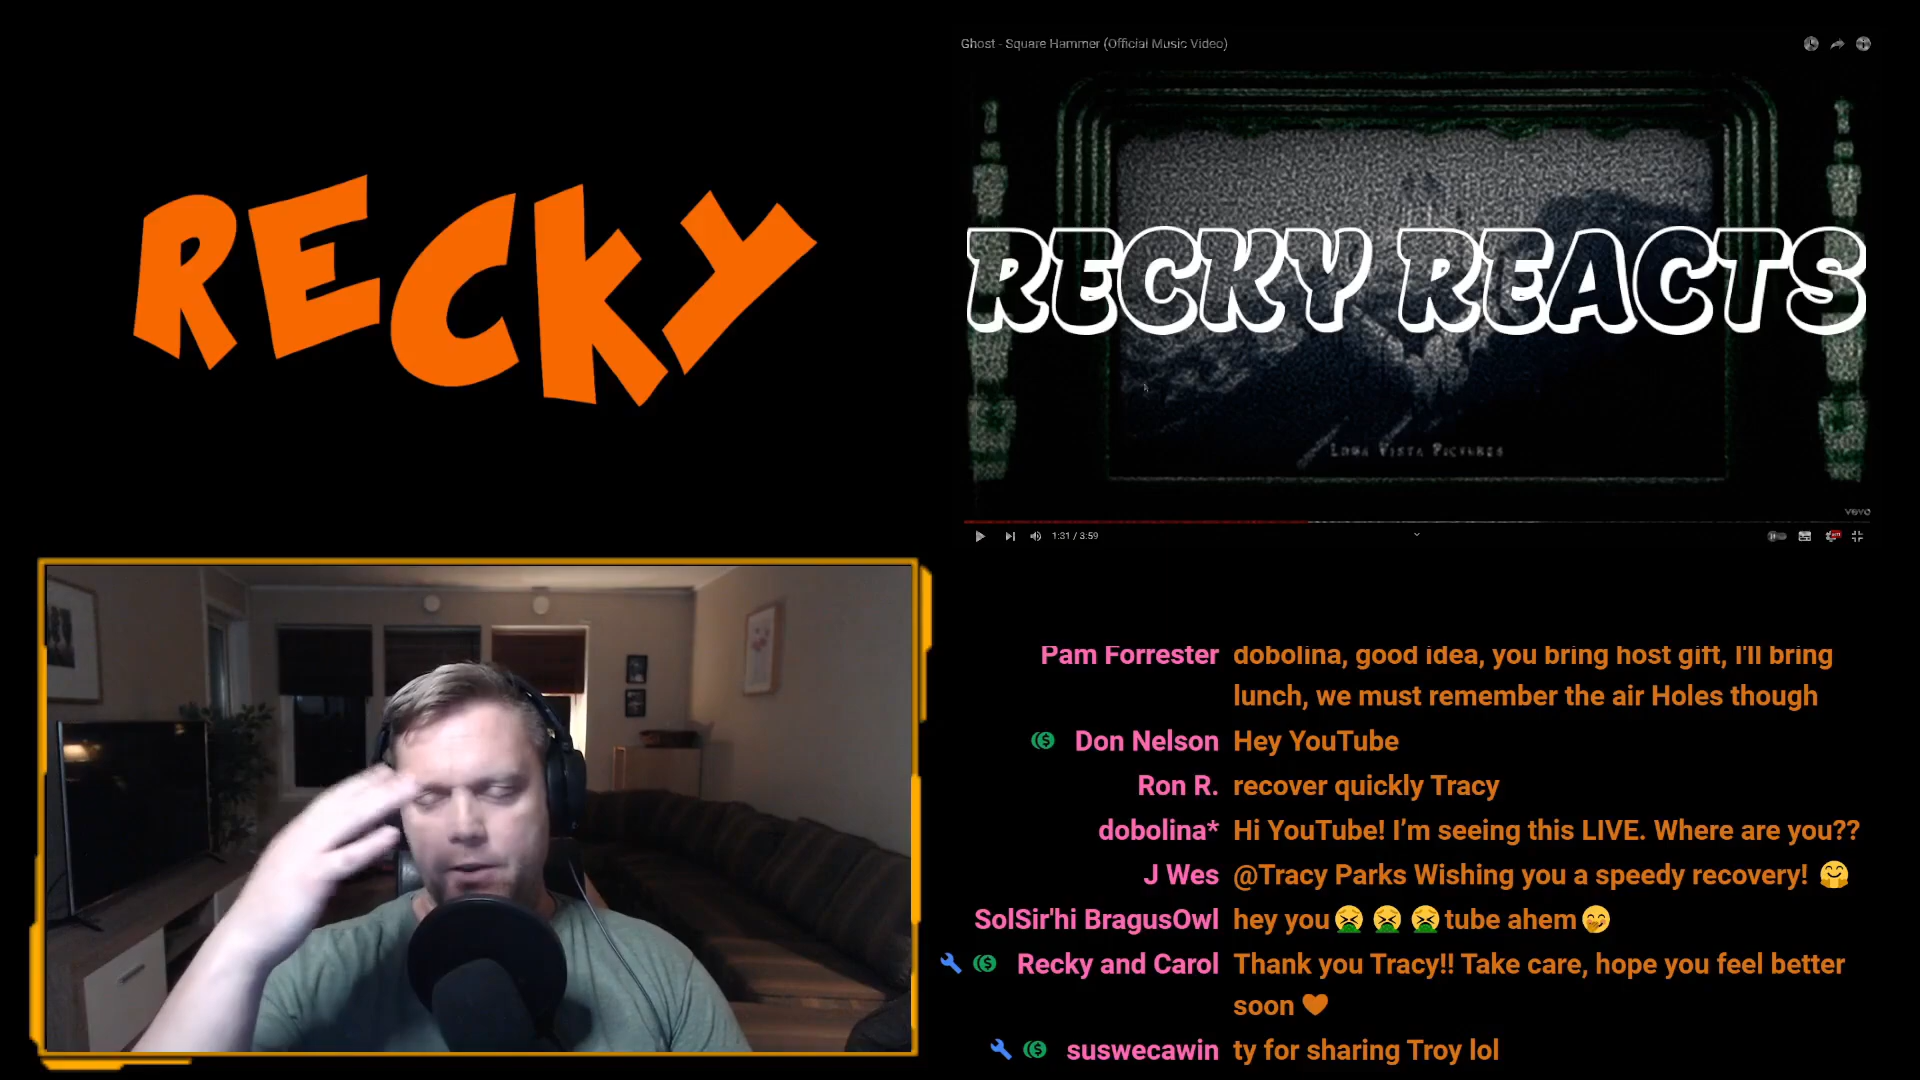 RECKY
Ghost - Square Hammer (Official Music Video)
RECKY REACTS
Loma Vista Pictures
vevo
1:31 / 3:59
Pam Forrester dobolina, good idea, you bring host gift, I'll bring
lunch, we must remember the air Holes though
Don Nelson Hey YouTube
Ron R. recover quickly Tracy
dobolina* Hi YouTube! I’m seeing this LIVE. Where are you??
J Wes @Tracy Parks Wishing you a speedy recovery! 🤗
SolSir'hi BragusOwl hey you🤮 🤮 🤮 tube ahem🤭
Recky and Carol Thank you Tracy!! Take care, hope you feel better
soon 🧡
suswecawin ty for sharing Troy lol